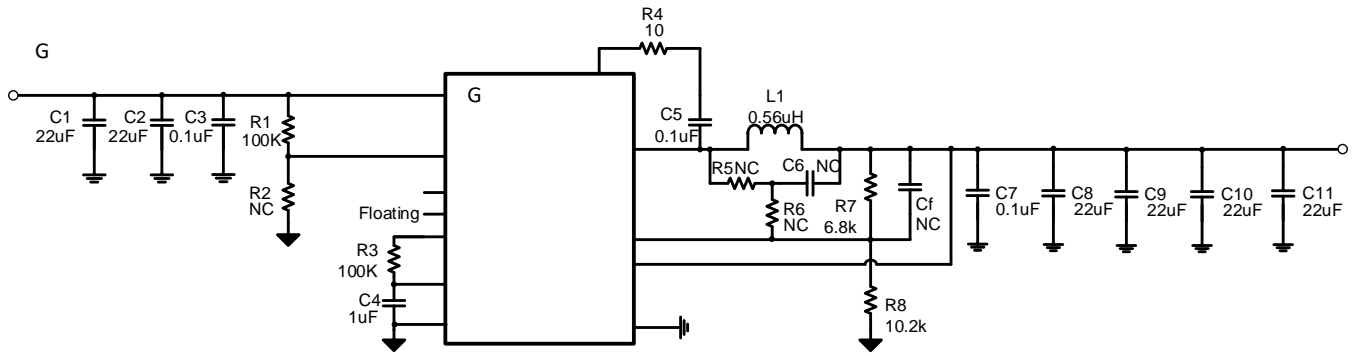 R4
10
G
G
C1
22uF
C2
22uF
C3
0.1uF
R1
100K
R2
NC
Floating
R3
100K
C4
1uF
C5
0.1uF
L1
0.56uH
R5NC
C6
NC
R6
NC
R7
6.8k
Cf
NC
R8
10.2k
C7
0.1uF
C8
22uF
C9
22uF
C10
22uF
C11
22uF